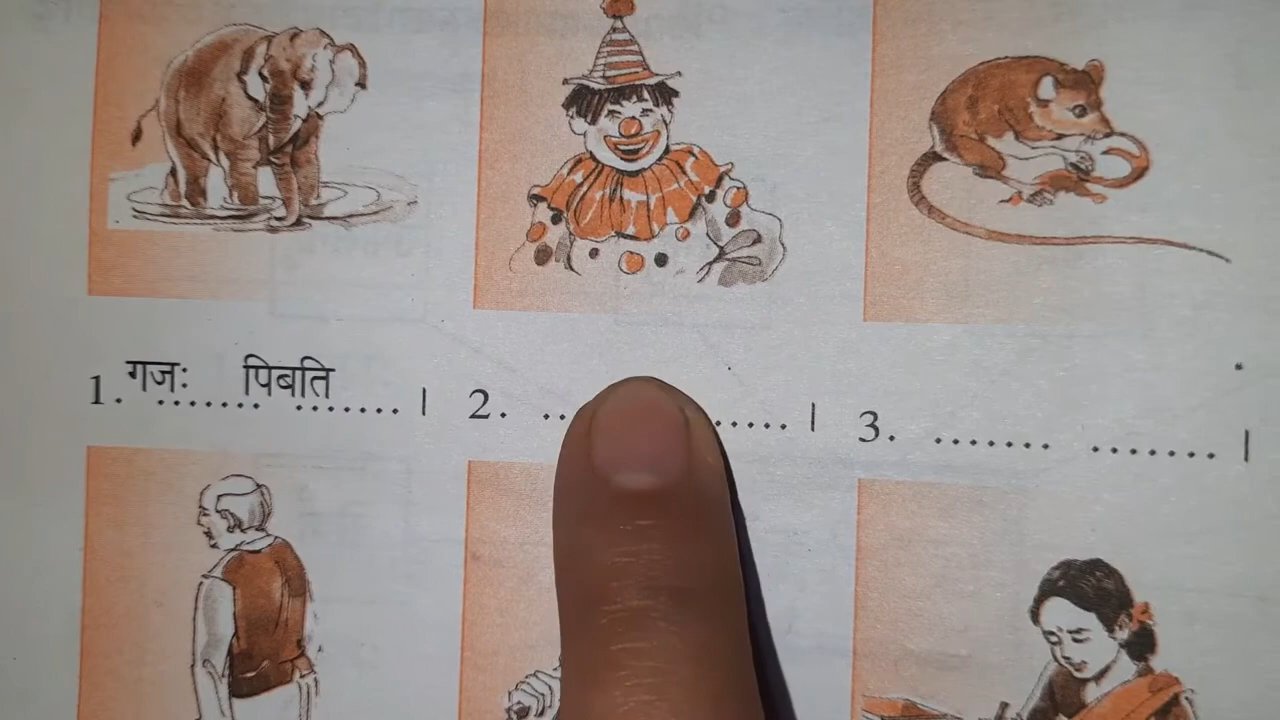 1. गजः पिबति ।
2. .. ..... ।
3. ....... ....... ।